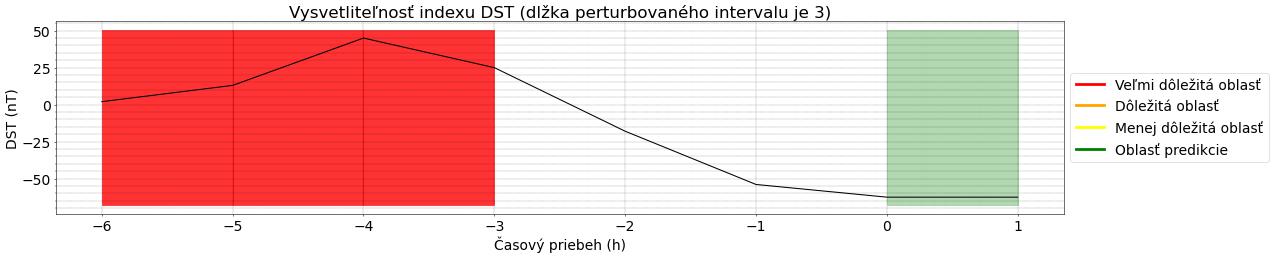 Vysvetliteľnosť indexu DST (dlžka perturbovaného intervalu je 3)
DST (nT)
50
25
0
−25
−50
−6 −5 −4 −3 −2 −1 0 1
Časový priebeh (h)
Veľmi dôležitá oblasť
Dôležitá oblasť
Menej dôležitá oblasť
Oblasť predikcie